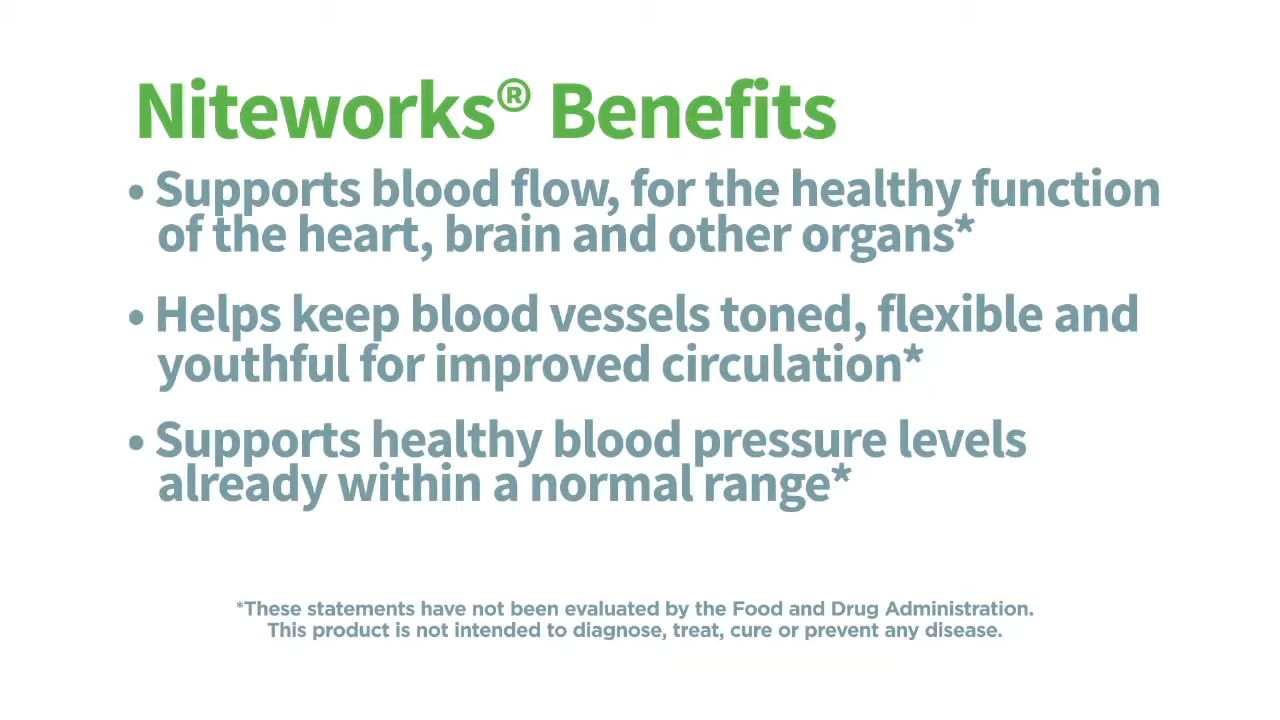 Niteworks® Benefits
• Supports blood flow, for the healthy function
of the heart, brain and other organs*
• Helps keep blood vessels toned, flexible and
youthful for improved circulation*
• Supports healthy blood pressure levels
already within a normal range*
*These statements have not been evaluated by the Food and Drug Administration.
This product is not intended to diagnose, treat, cure or prevent any disease.